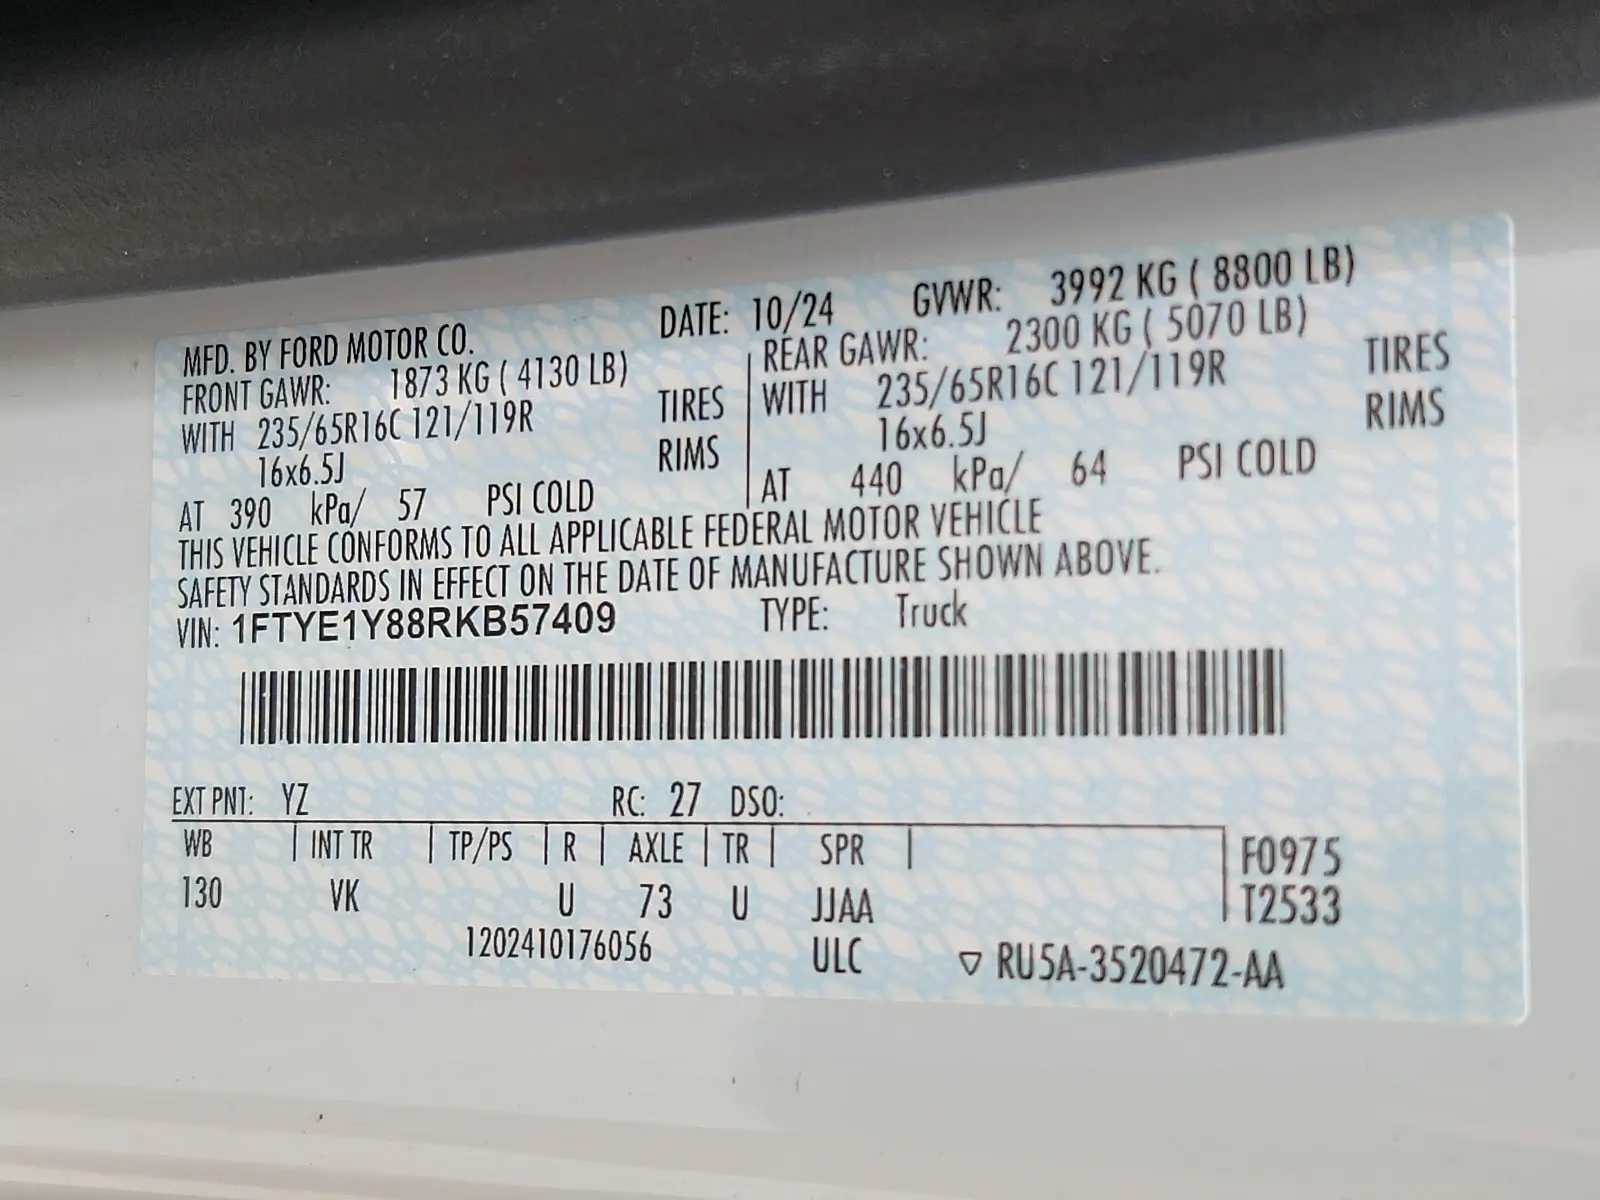 MFD. BY FORD MOTOR CO. DATE: 10/24 GVWR: 3992 KG ( 8800 LB)
FRONT GAWR: 1873 KG ( 4130 LB) REAR GAWR: 2300 KG ( 5070 LB)
WITH 235/65R16C 121/119R TIRES WITH 235/65R16C 121/119R TIRES
16x6.5J RIMS 16x6.5J RIMS
AT 390 kPa/ 57 PSI COLD AT 440 kPa/ 64 PSI COLD
THIS VEHICLE CONFORMS TO ALL APPLICABLE FEDERAL MOTOR VEHICLE
SAFETY STANDARDS IN EFFECT ON THE DATE OF MANUFACTURE SHOWN ABOVE.
VIN: 1FTYE1Y88RKB57409 TYPE: Truck
EXT PNT: YZ RC: 27 DSO:
WB INT TR TP/PS R AXLE TR SPR F0975
130 VK U 73 U JJAA T2533
1202410176056 ULC ▽ RU5A-3520472-AA